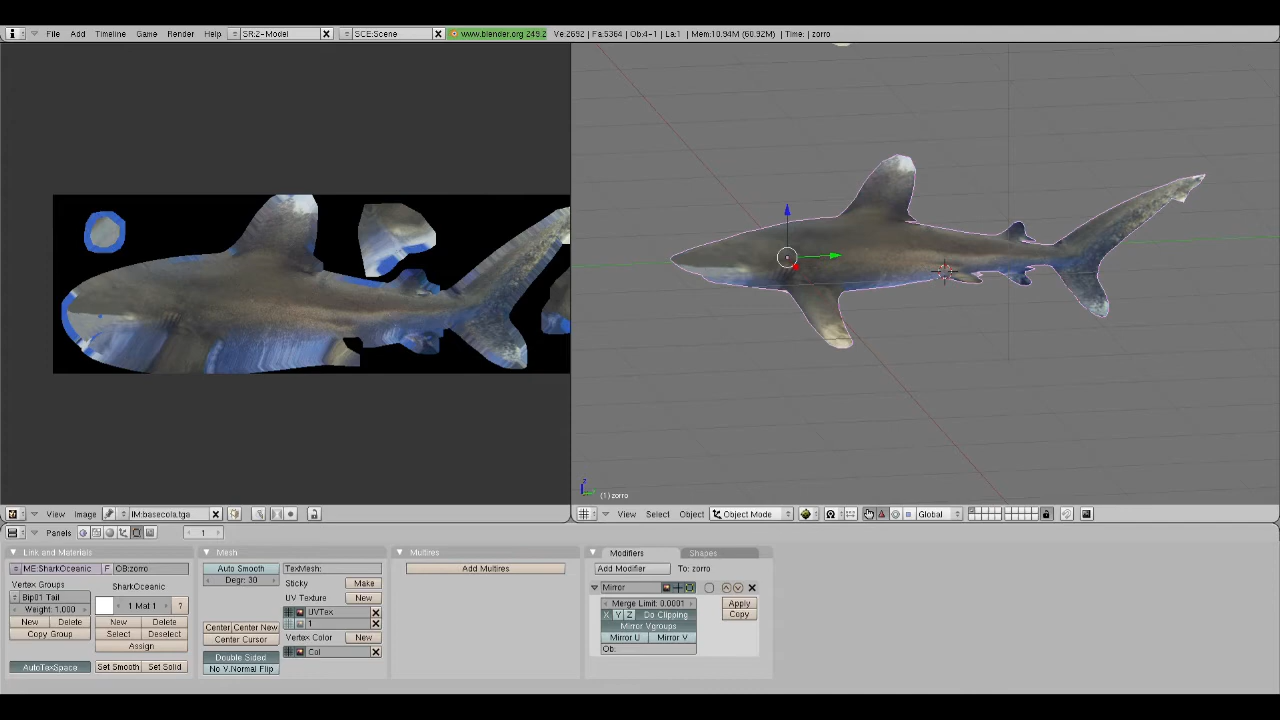 File Add Timeline Game Render Help SR:2-Model SCE:Scene www.blender.org 249.2 Ve:2692 | Fa:5364 | Ob:4-1 | La:1 | Mem:10.94M (60.92M) | Time: | zorro
(1) zorro
View Image IM:basecola.tga
View Select Object Object Mode Global
Panels 1
Link and Materials
ME:SharkOceanic F OB:zorro
Vertex Groups
SharkOceanic
Bip01 Tail
Weight: 1.000
1 Mat 1 ?
New Delete New Delete
Copy Group Select Deselect
Assign
AutoTexSpace Set Smooth Set Solid
Mesh
Auto Smooth
Degr: 30
Center Center New
Center Cursor
Double Sided
No V.Normal Flip
TexMesh:
Sticky Make
UV Texture New
UVTex
1
Vertex Color New
Col
Multires
Add Multires
Modifiers Shapes
Add Modifier To: zorro
Mirror
Merge Limit: 0.0001 Apply
X Y Z Do Clipping Copy
Mirror Vgroups
Mirror U Mirror V
Ob: